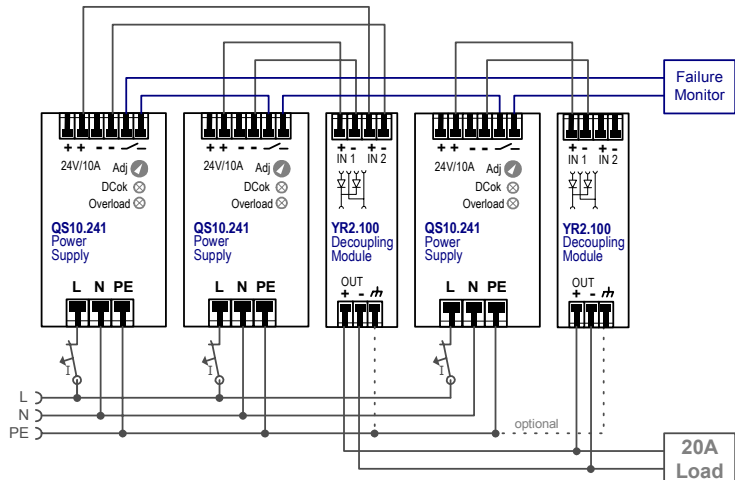 Failure
Monitor
+ + - -
24V/10A Adj
DCok
Overload
QS10.241
Power
Supply
L N PE
+ + - -
24V/10A Adj
DCok
Overload
QS10.241
Power
Supply
L N PE
+ - + -
IN 1 IN 2
YR2.100
Decoupling
Module
OUT
+ -
+ + - -
24V/10A Adj
DCok
Overload
QS10.241
Power
Supply
L N PE
+ - + -
IN 1 IN 2
YR2.100
Decoupling
Module
OUT
+ -
I
I
I
L
N
PE
optional
20A
Load